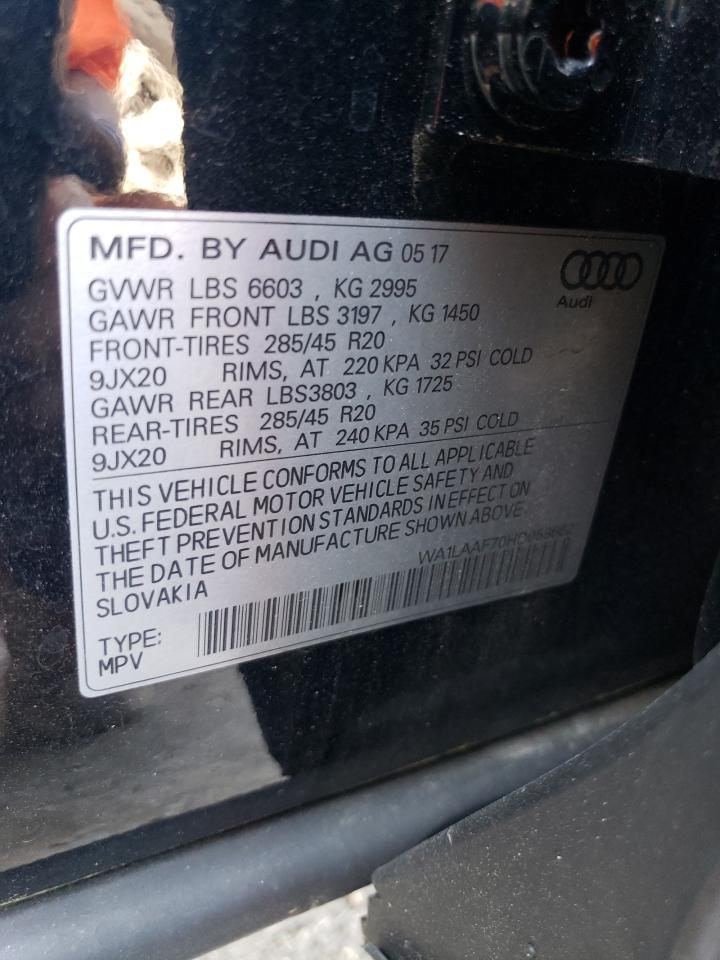 MFD. BY AUDI AG 05 17
Audi
GVWR LBS 6603 , KG 2995
GAWR FRONT LBS 3197 , KG 1450
FRONT-TIRES 285/45 R20
9JX20 RIMS, AT 220 KPA 32 PSI COLD
GAWR REAR LBS3803 , KG 1725
REAR-TIRES 285/45 R20
9JX20 RIMS, AT 240 KPA 35 PSI COLD
THIS VEHICLE CONFORMS TO ALL APPLICABLE
U.S. FEDERAL MOTOR VEHICLE SAFETY AND
THEFT PREVENTION STANDARDS IN EFFECT ON
THE DATE OF MANUFACTURE SHOWN ABOVE
SLOVAKIA
TYPE:
MPV